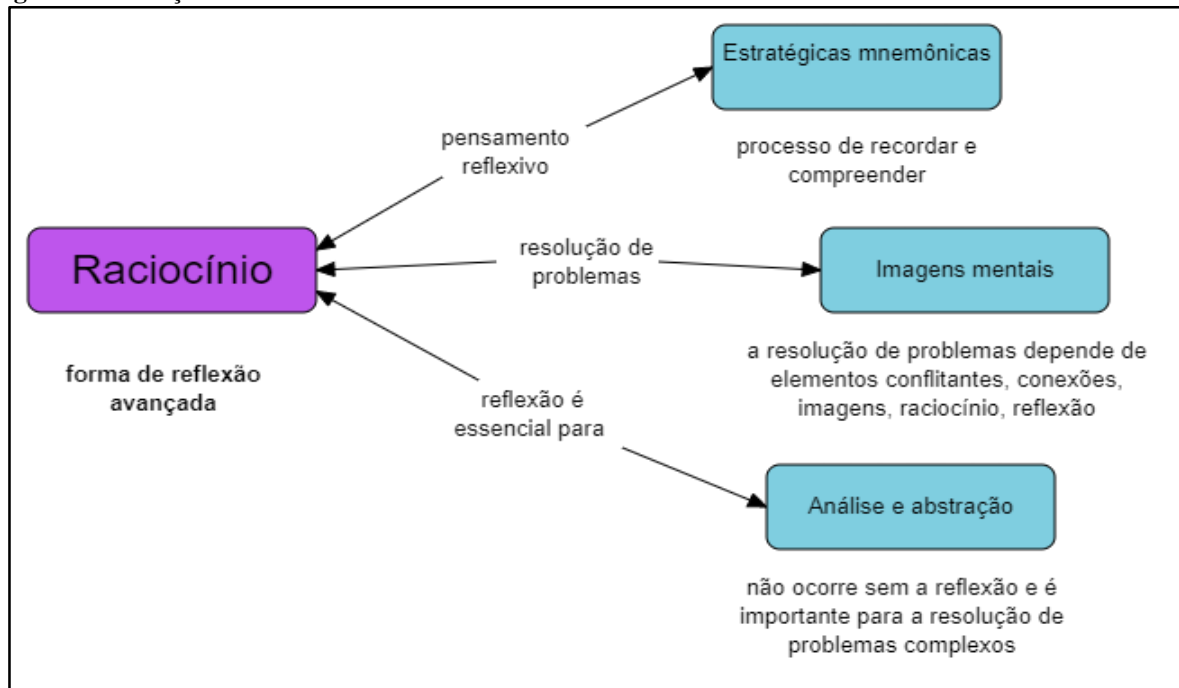 Estratégicas mnemônicas
pensamento
reflexivo
processo de recordar e
compreender
Raciocínio
resolução de
problemas
Imagens mentais
forma de reflexão
avançada
a resolução de problemas depende de
elementos conflitantes, conexões,
imagens, raciocínio, reflexão
reflexão é
essencial para
Análise e abstração
não ocorre sem a reflexão e é
importante para a resolução de
problemas complexos